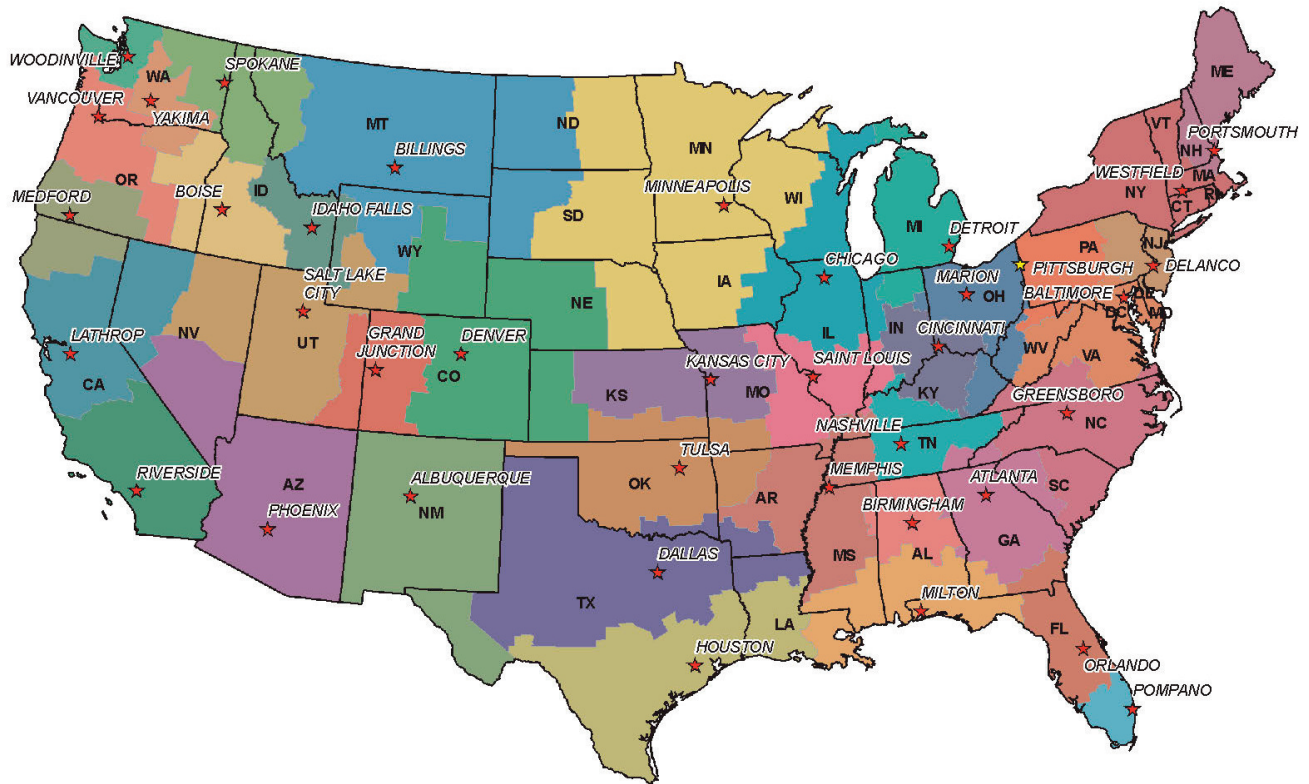 WOODINVILLE
WA
SPOKANE
VANCOUVER
YAKIMA
MT
BILLINGS
ND
MN
ME
VT
PORTSMOUTH
NH
OR
BOISE
ID
MEDFORD
IDAHO FALLS
WY
SD
MINNEAPOLIS
WI
MI
DETROIT
WESTFIELD
MA
NY
CT
RI
SALT LAKE
CITY
NE
IA
CHICAGO
MARION
OH
PA
NJ
PITTSBURGH
DELANCO
BALTIMORE
DE
DC
MD
LATHROP
NV
UT
GRAND
JUNCTION
DENVER
CO
IL
IN
CINCINNATI
WV
VA
CA
KS
KANSAS CITY
MO
SAINT LOUIS
KY
GREENSBORO
NC
NASHVILLE
TN
RIVERSIDE
AZ
PHOENIX
ALBUQUERQUE
NM
OK
TULSA
AR
MEMPHIS
BIRMINGHAM
ATLANTA
SC
TX
DALLAS
MS
AL
GA
MILTON
LA
HOUSTON
FL
ORLANDO
POMPANO